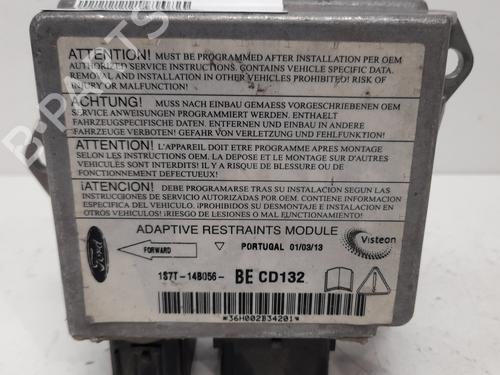 ATTENTION! MUST BE PROGRAMMED AFTER INSTALLATION PER OEM
AUTHORIZED SERVICE INSTRUCTIONS. CONTAINS VEHICLE SPECIFIC DATA.
REMOVAL AND INSTALLATION IN OTHER VEHICLES PROHIBITED! RISK OF
INJURY OR MALFUNCTION!
ACHTUNG! MUSS NACH EINBAU GEMAESS VORGESCHRIEBENEN OEM
SERVICE ANWEISUNGEN PROGRAMMIERT WERDEN. ENTHAELT
FAHRZEUGSPEZIFISCHE DATEN. AUS- UND EINBAU IN ANDERE
FAHRZEUGE VERBOTEN! GEFAHR VON VERLETZUNG UND FEHLFUNKTION!
ATTENTION! L'APPAREIL DOIT ETRE PROGRAMME APRES MONTAGE
SELON LES INSTRUCTIONS OEM. LA DEPOSE ET LE MONTAGE SUR D'AUTRES
VEHICULES SONT INTERDITS! IL Y A RISQUE DE BLESSURE OU DE
FONCTIONNEMENT DEFECTUEUX!
¡ATENCION! DEBE PROGRAMARSE TRAS SU INSTALACION SEGUN LAS
INSTRUCCIONES DE SERVICIO AUTORIZADAS POR OEM. CONTIENE INFORMACION
ESPECIFICA DEL VEHICULO. ¡PROHIBIDOS SU DESMONTAJE E INSTALACION EN
OTROS VEHICULOS! ¡RIESGO DE LESIONES O MAL FUNCIONAMIENTO!
ADAPTIVE RESTRAINTS MODULE
Ford
FORWARD
PORTUGAL 01/03/13
Visteon
1S7T-14B056- BE CD132
*36H002B34201*
B-PARTS